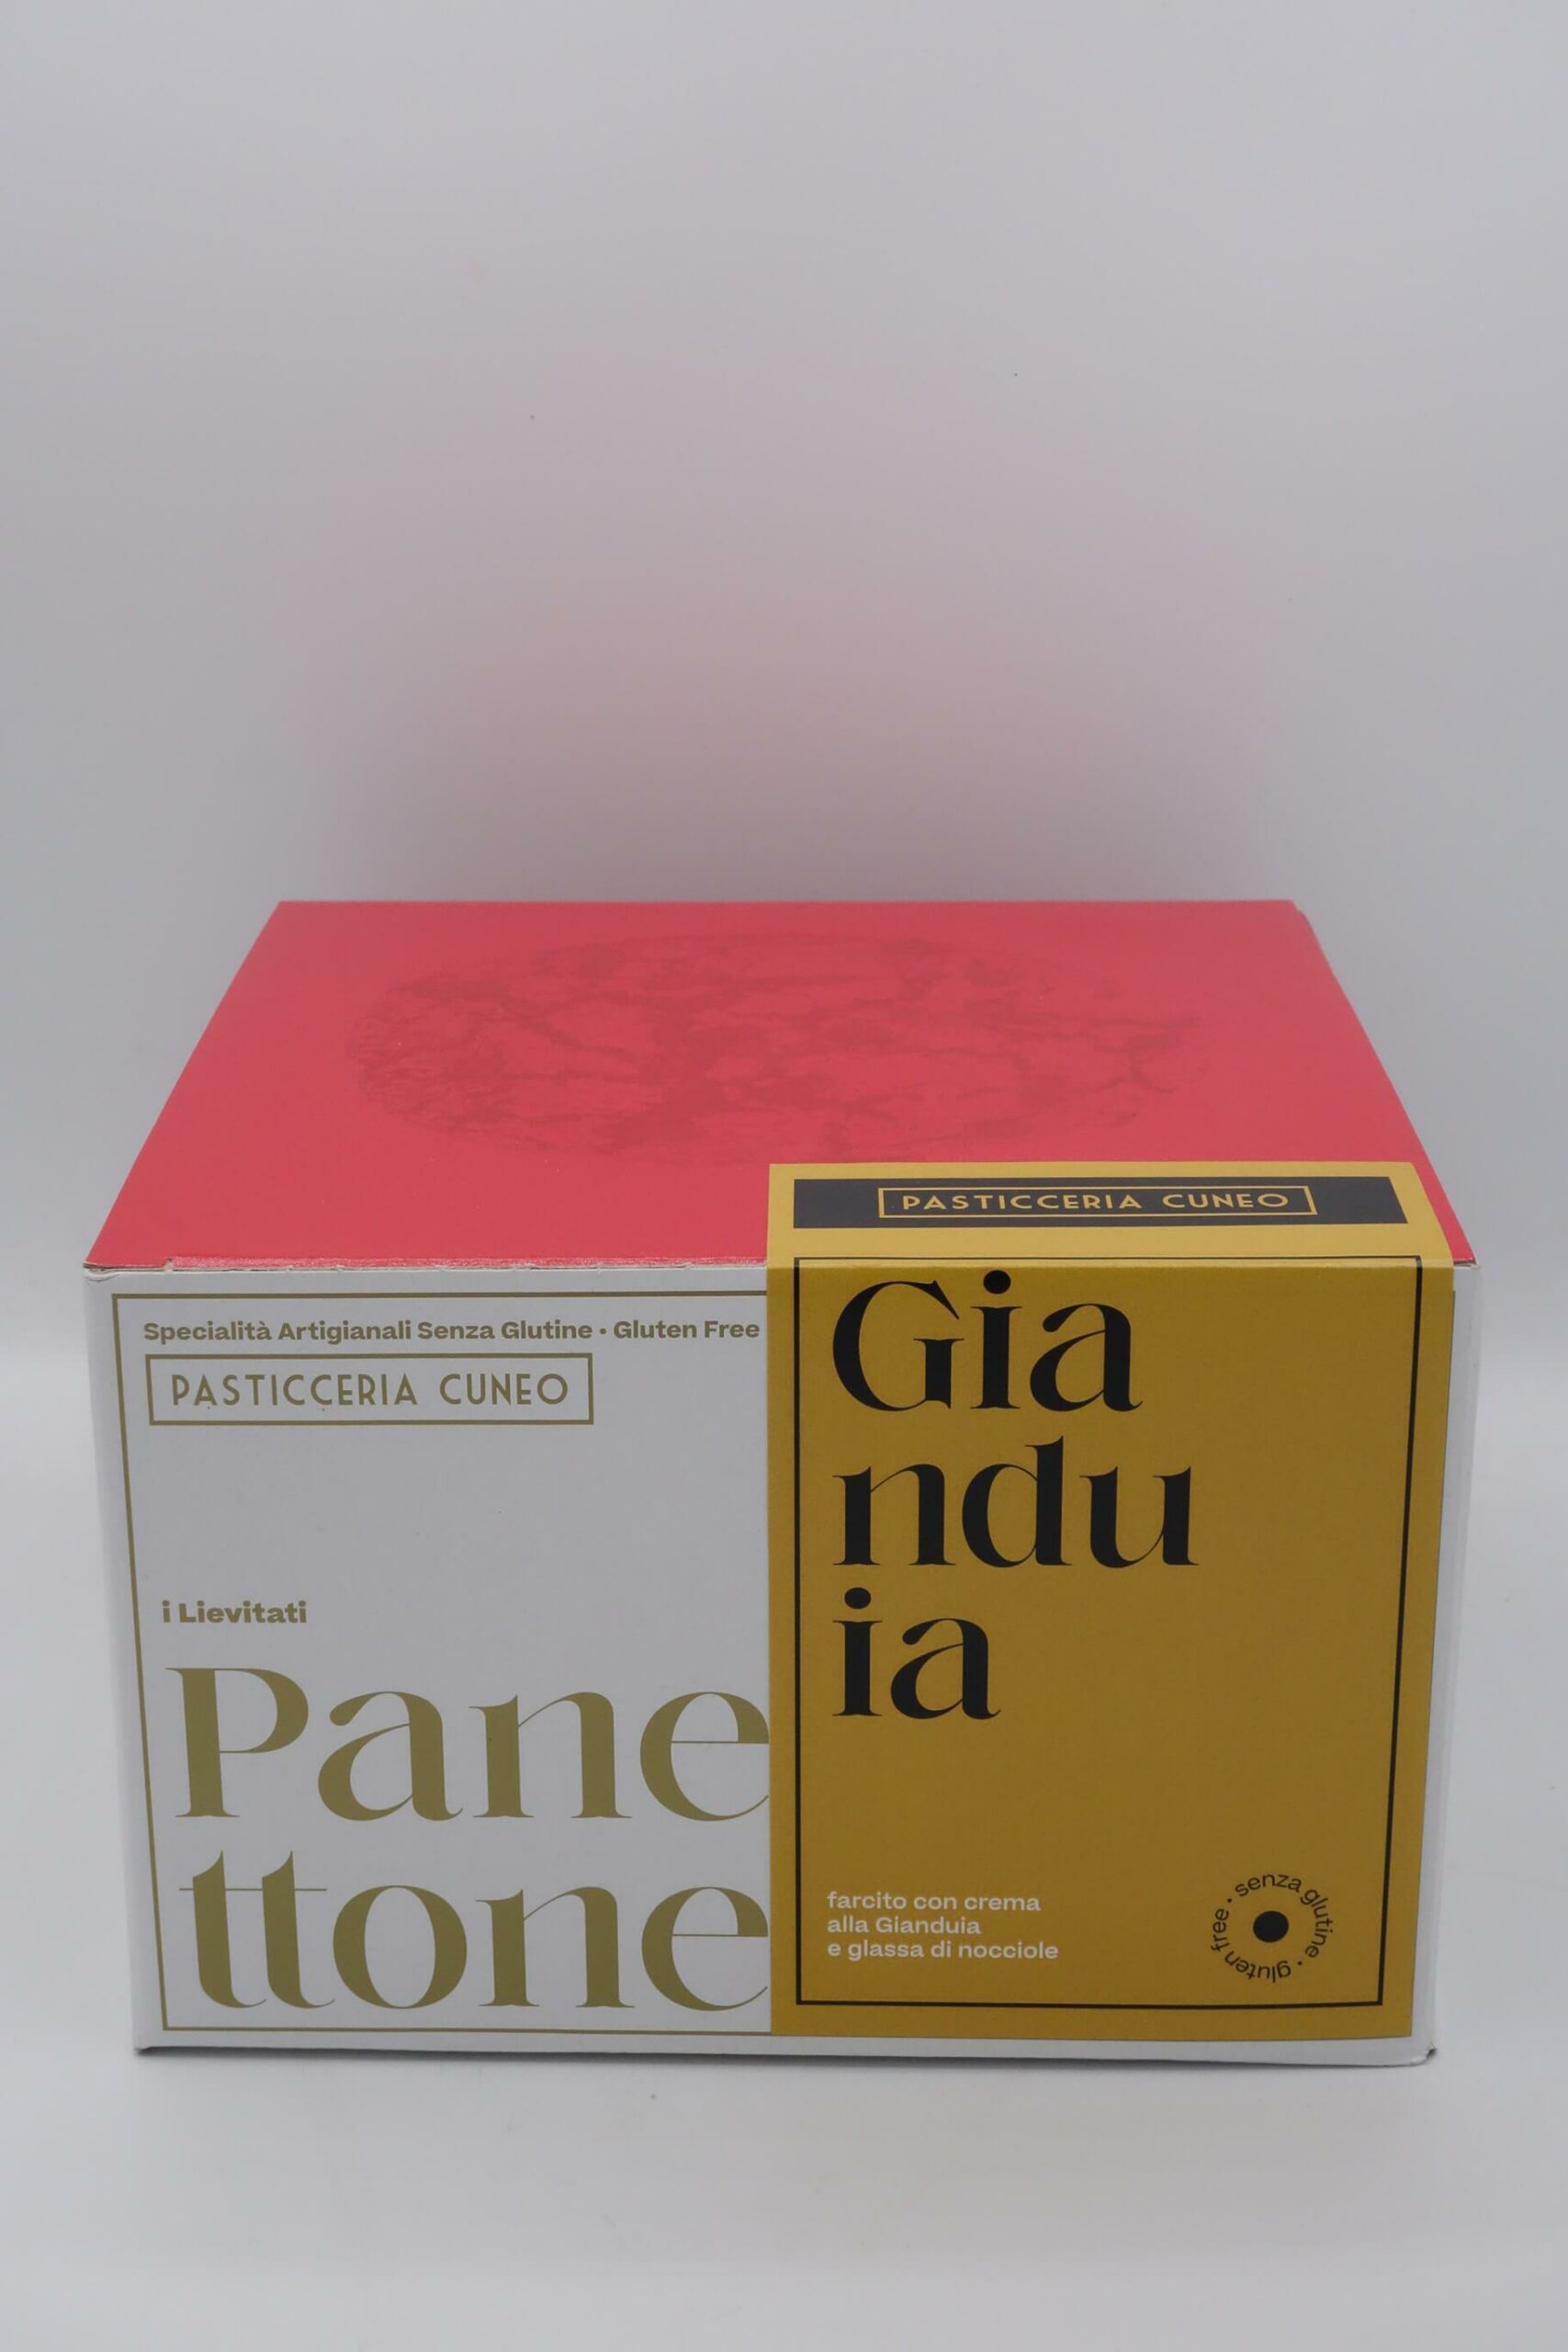 Specialità Artigianali Senza Glutine • Gluten Free
PASTICCERIA CUNEO
i Lievitati
Pane
ttone
PASTICCERIA CUNEO
Gia
ndu
ia
farcito con crema
alla Gianduia
e glassa di nocciole
senza glutine • gluten free •